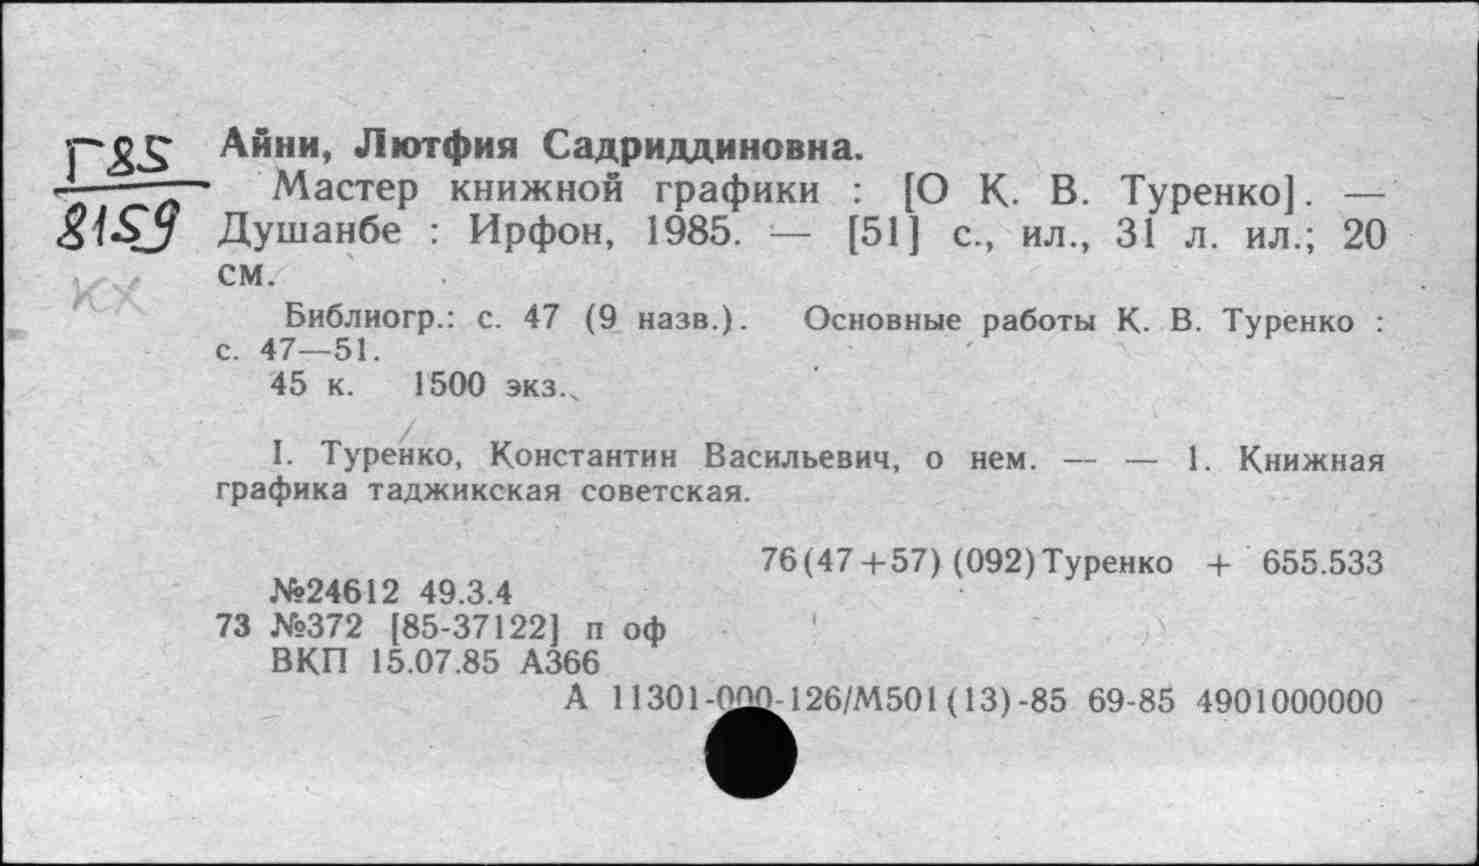 Г85
8159
кх
Айни, Лютфия Садриддиновна.
Мастер книжной графики : [О К. В. Туренко]. —
Душанбе : Ирфон, 1985. — [51] с., ил., 31 л. ил.; 20
см.
Библиогр.: с. 47 (9 назв.). Основные работы К. В. Туренко :
с. 47—51.
45 к. 1500 экз.
I. Туренко, Константин Васильевич, о нем. — — 1. Книжная
графика таджикская советская.
76(47+57)(092)Туренко + 655.533
№24612 49.3.4
73 №372 [85-37122] п оф
ВКП 15.07.85 А366
А 11301-000-126/М501(13)-85 69-85 4901000000